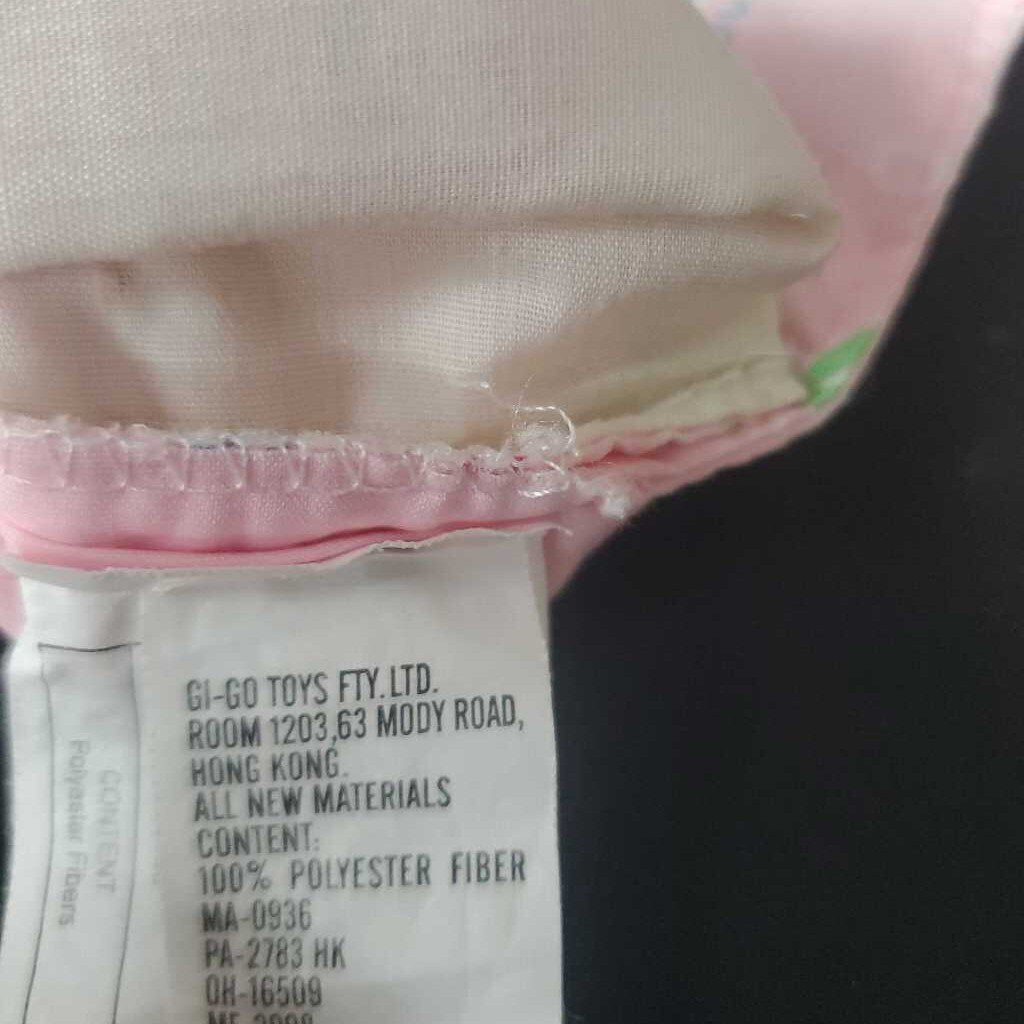 GI-GO TOYS FTY.LTD.
ROOM 1203,63 MODY ROAD,
HONG KONG.
ALL NEW MATERIALS
CONTENT:
100% POLYESTER FIBER
MA-0936
PA-2783 HK
OH-16509
CONTENT
Polyester Fibers